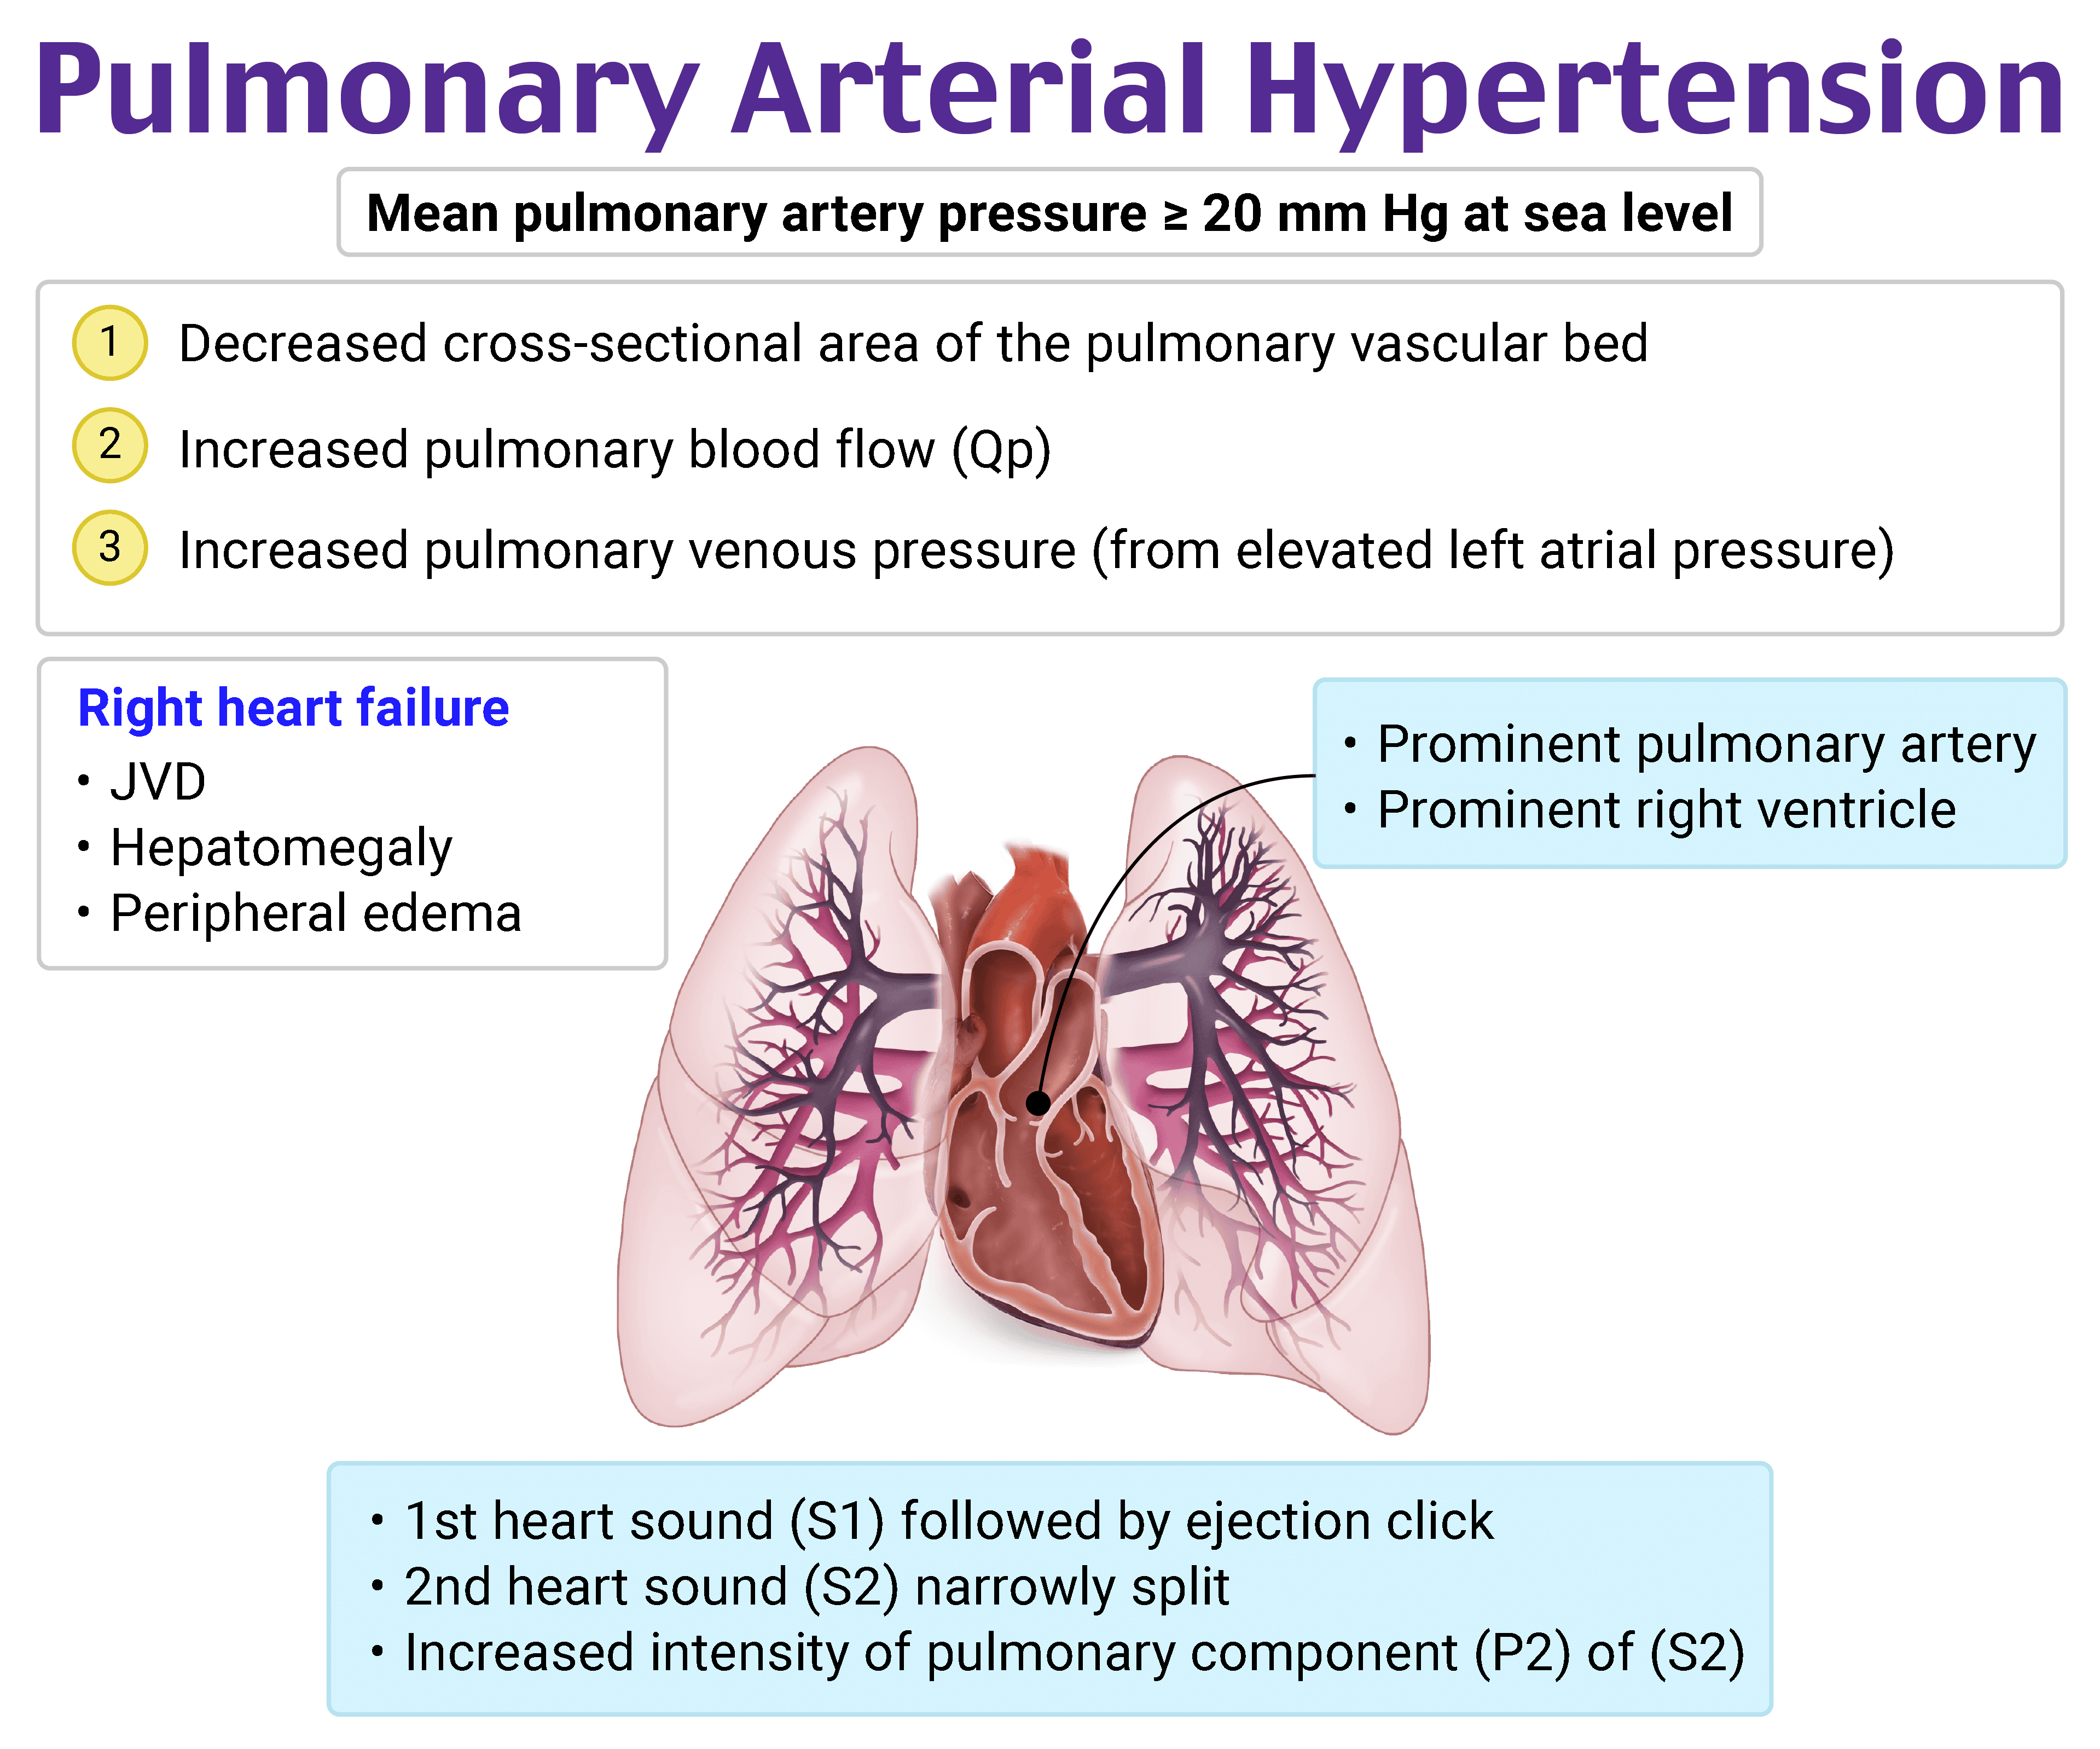 Pulmonary Arterial Hypertension
Mean pulmonary artery pressure ≥ 20 mm Hg at sea level
1 Decreased cross-sectional area of the pulmonary vascular bed
2 Increased pulmonary blood flow (Qp)
3 Increased pulmonary venous pressure (from elevated left atrial pressure)
Right heart failure
• JVD
• Hepatomegaly
• Peripheral edema
• Prominent pulmonary artery
• Prominent right ventricle
• 1st heart sound (S1) followed by ejection click
• 2nd heart sound (S2) narrowly split
• Increased intensity of pulmonary component (P2) of (S2)